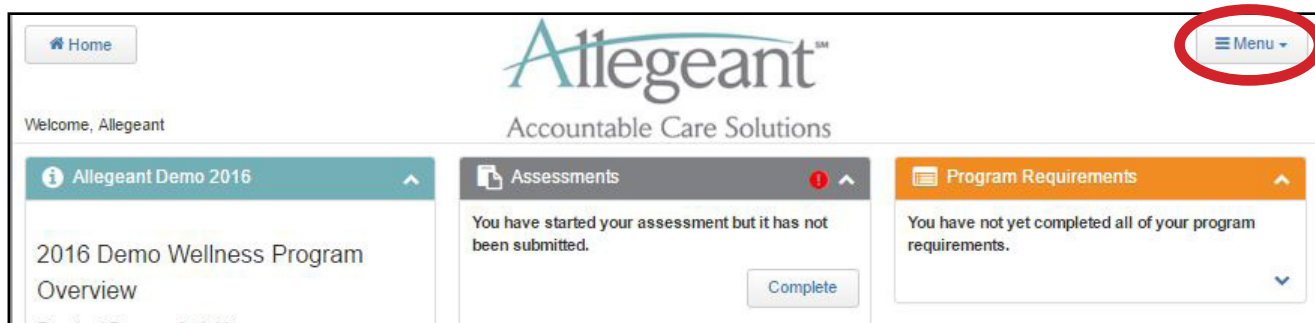 Home
Menu
Allegeant℠
Accountable Care Solutions
Welcome, Allegeant
Allegeant Demo 2016
2016 Demo Wellness Program
Overview
Assessments
You have started your assessment but it has not
been submitted.
Complete
Program Requirements
You have not yet completed all of your program
requirements.